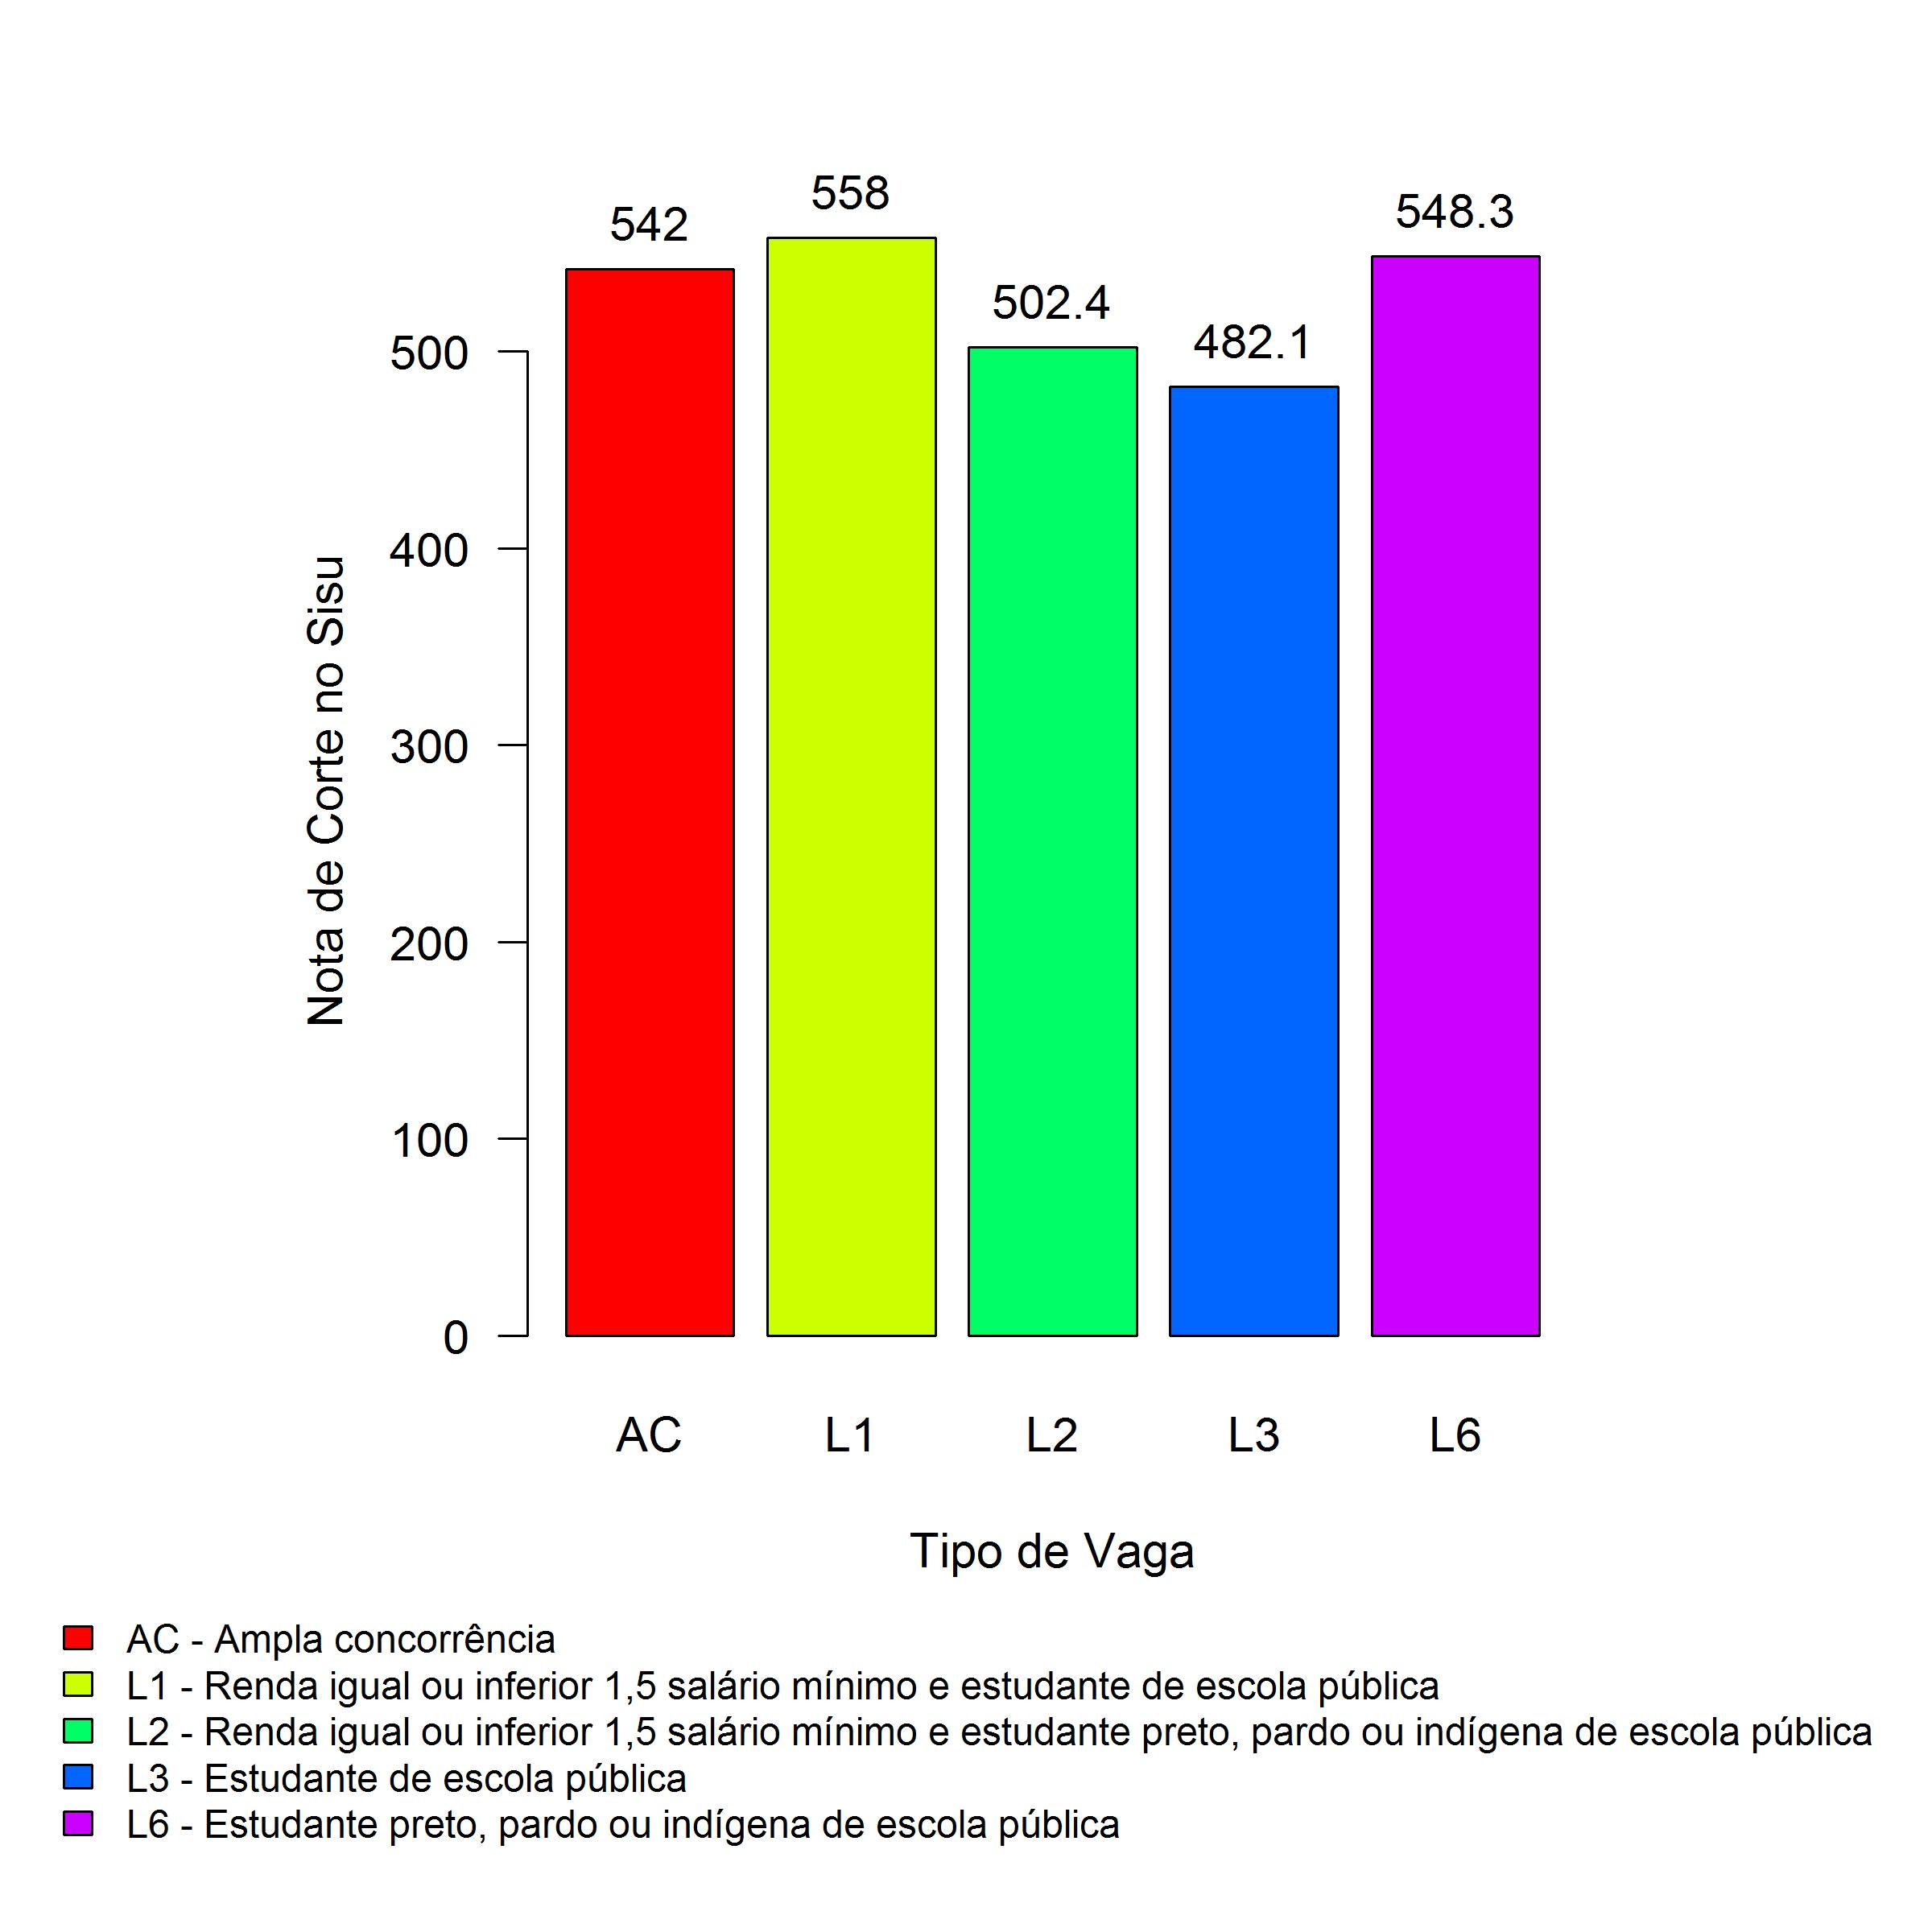 558
548.3
542
502.4
482.1
500
400
300
200
100
0
Nota de Corte no Sisu
AC L1 L2 L3 L6
Tipo de Vaga
AC - Ampla concorrência
L1 - Renda igual ou inferior 1,5 salário mínimo e estudante de escola pública
L2 - Renda igual ou inferior 1,5 salário mínimo e estudante preto, pardo ou indígena de escola pública
L3 - Estudante de escola pública
L6 - Estudante preto, pardo ou indígena de escola pública